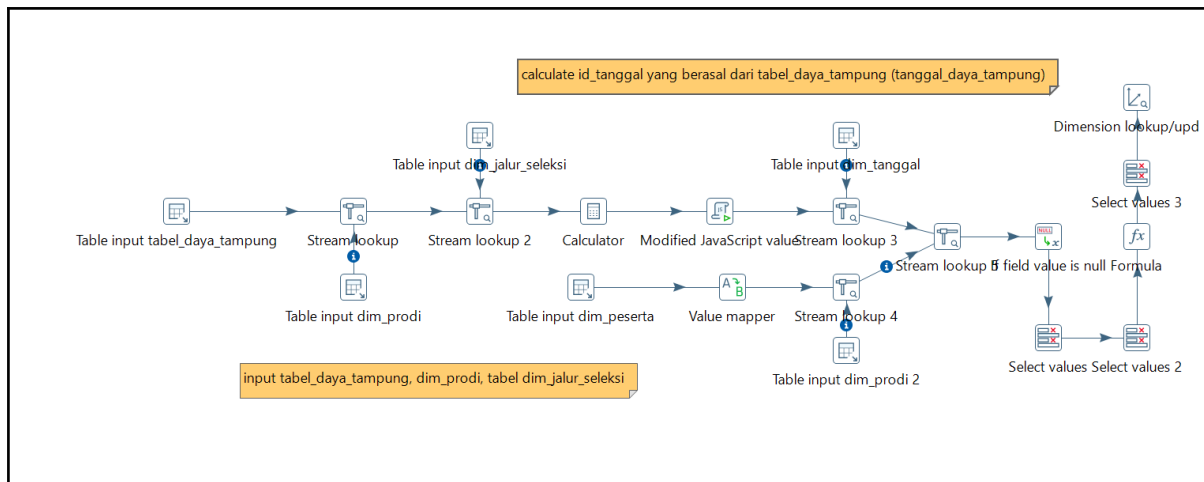 calculate id_tanggal yang berasal dari tabel_daya_tampung (tanggal_daya_tampung)
Dimension lookup/upd
Table input dim_jalur_seleksi
Table input dim_tanggal
Select values 3
Table input tabel_daya_tampung
Stream lookup
Stream lookup 2
Calculator
Modified JavaScript value
Stream lookup 3
Stream lookup 5
If field value is null
Formula
Table input dim_prodi
Table input dim_peserta
Value mapper
Stream lookup 4
input tabel_daya_tampung, dim_prodi, tabel dim_jalur_seleksi
Table input dim_prodi 2
Select values
Select values 2